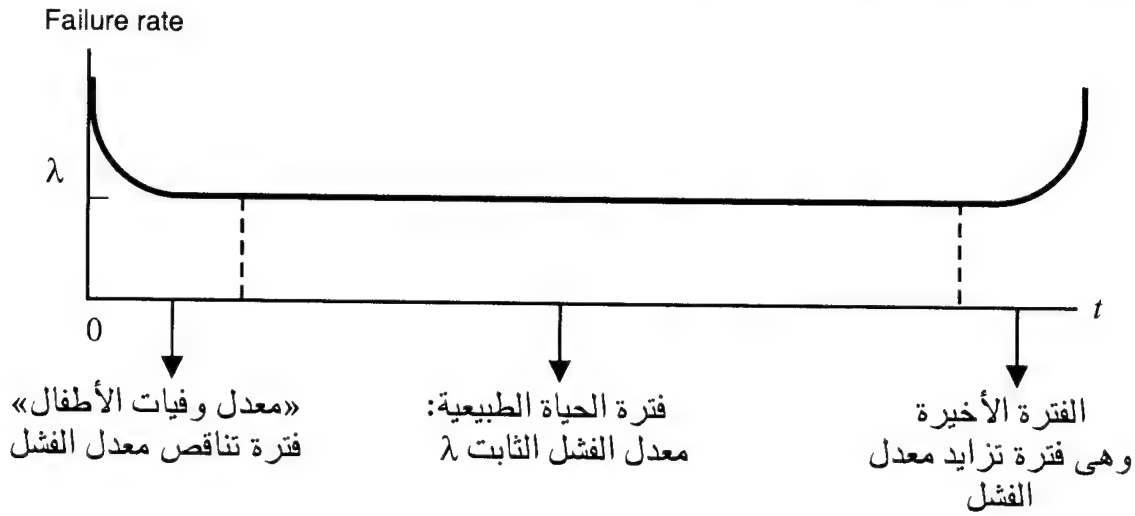 Failure rate
λ
0
t
«معدل وفيات الأطفال»
فترة تناقص معدل الفشل
فترة الحياة الطبيعية:
معدل الفشل الثابت λ
الفترة الأخيرة
وهى فترة تزايد معدل
الفشل